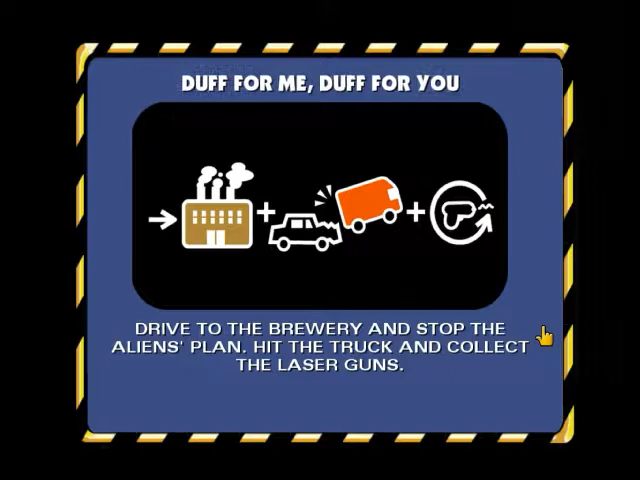 DUFF FOR ME, DUFF FOR YOU
DRIVE TO THE BREWERY AND STOP THE
ALIENS' PLAN. HIT THE TRUCK AND COLLECT
THE LASER GUNS.